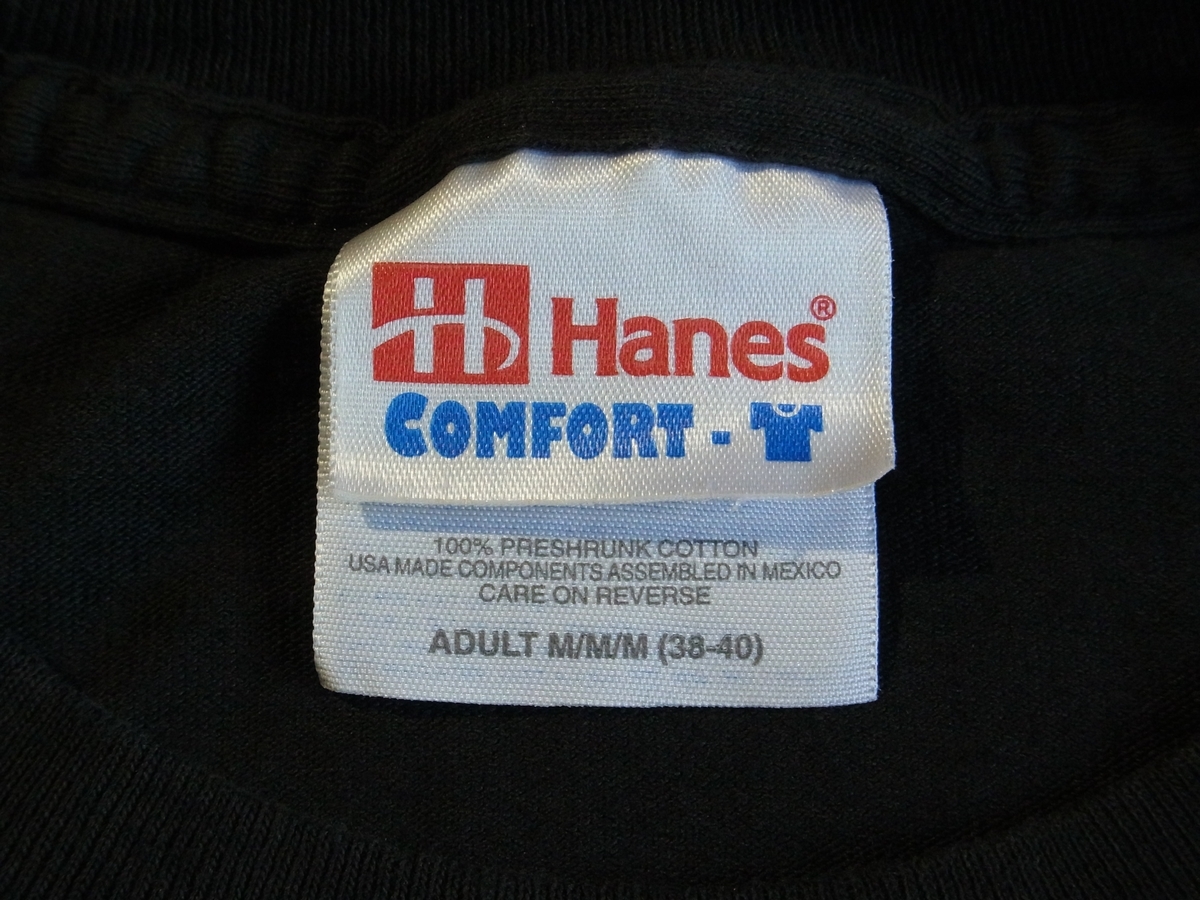 H Hanes®
COMFORT -
100% PRESHRUNK COTTON
USA MADE COMPONENTS ASSEMBLED IN MEXICO
CARE ON REVERSE
ADULT M/M/M (38-40)